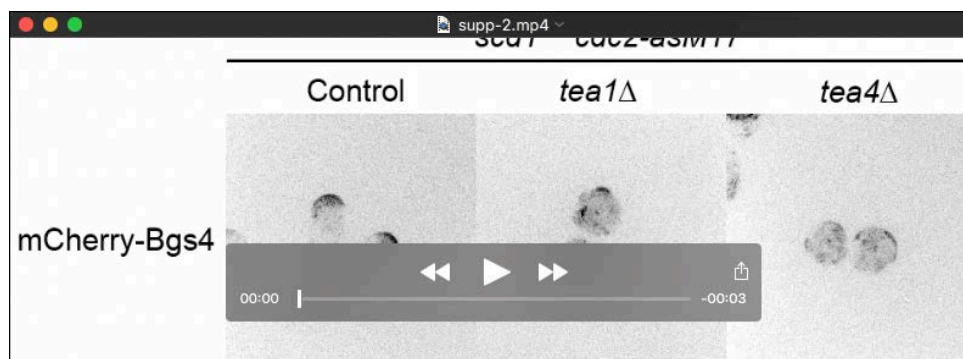 supp-2.mp4
Control tea1Δ tea4Δ
mCherry-Bgs4
00:00 -00:03